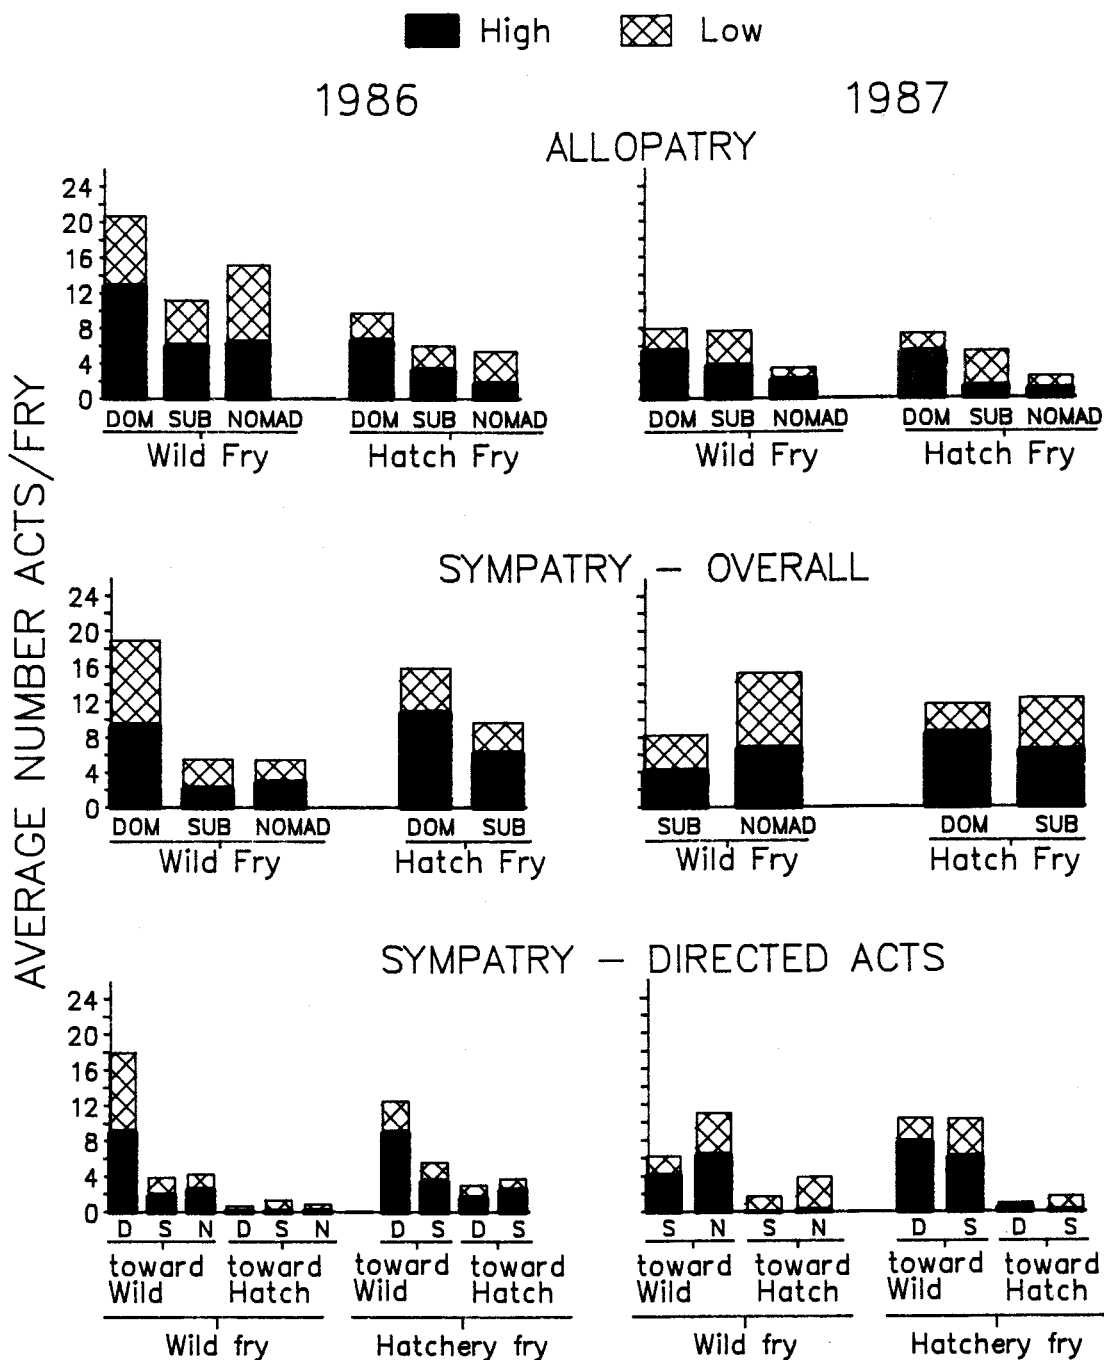 High Low
1986 1987
ALLOPATRY
AVERAGE NUMBER ACTS/FRY
24
20
16
12
8
4
0
DOM SUB NOMAD DOM SUB NOMAD DOM SUB NOMAD DOM SUB NOMAD
Wild Fry Hatch Fry Wild Fry Hatch Fry
SYMPATRY – OVERALL
24
20
16
12
8
4
0
DOM SUB NOMAD DOM SUB SUB NOMAD DOM SUB
Wild Fry Hatch Fry Wild Fry Hatch Fry
SYMPATRY – DIRECTED ACTS
24
20
16
12
8
4
0
D S N D S N D S D S S N S N D S D S
toward toward toward toward toward toward toward toward
Wild Hatch Wild Hatch Wild Hatch Wild Hatch
Wild fry Hatchery fry Wild fry Hatchery fry